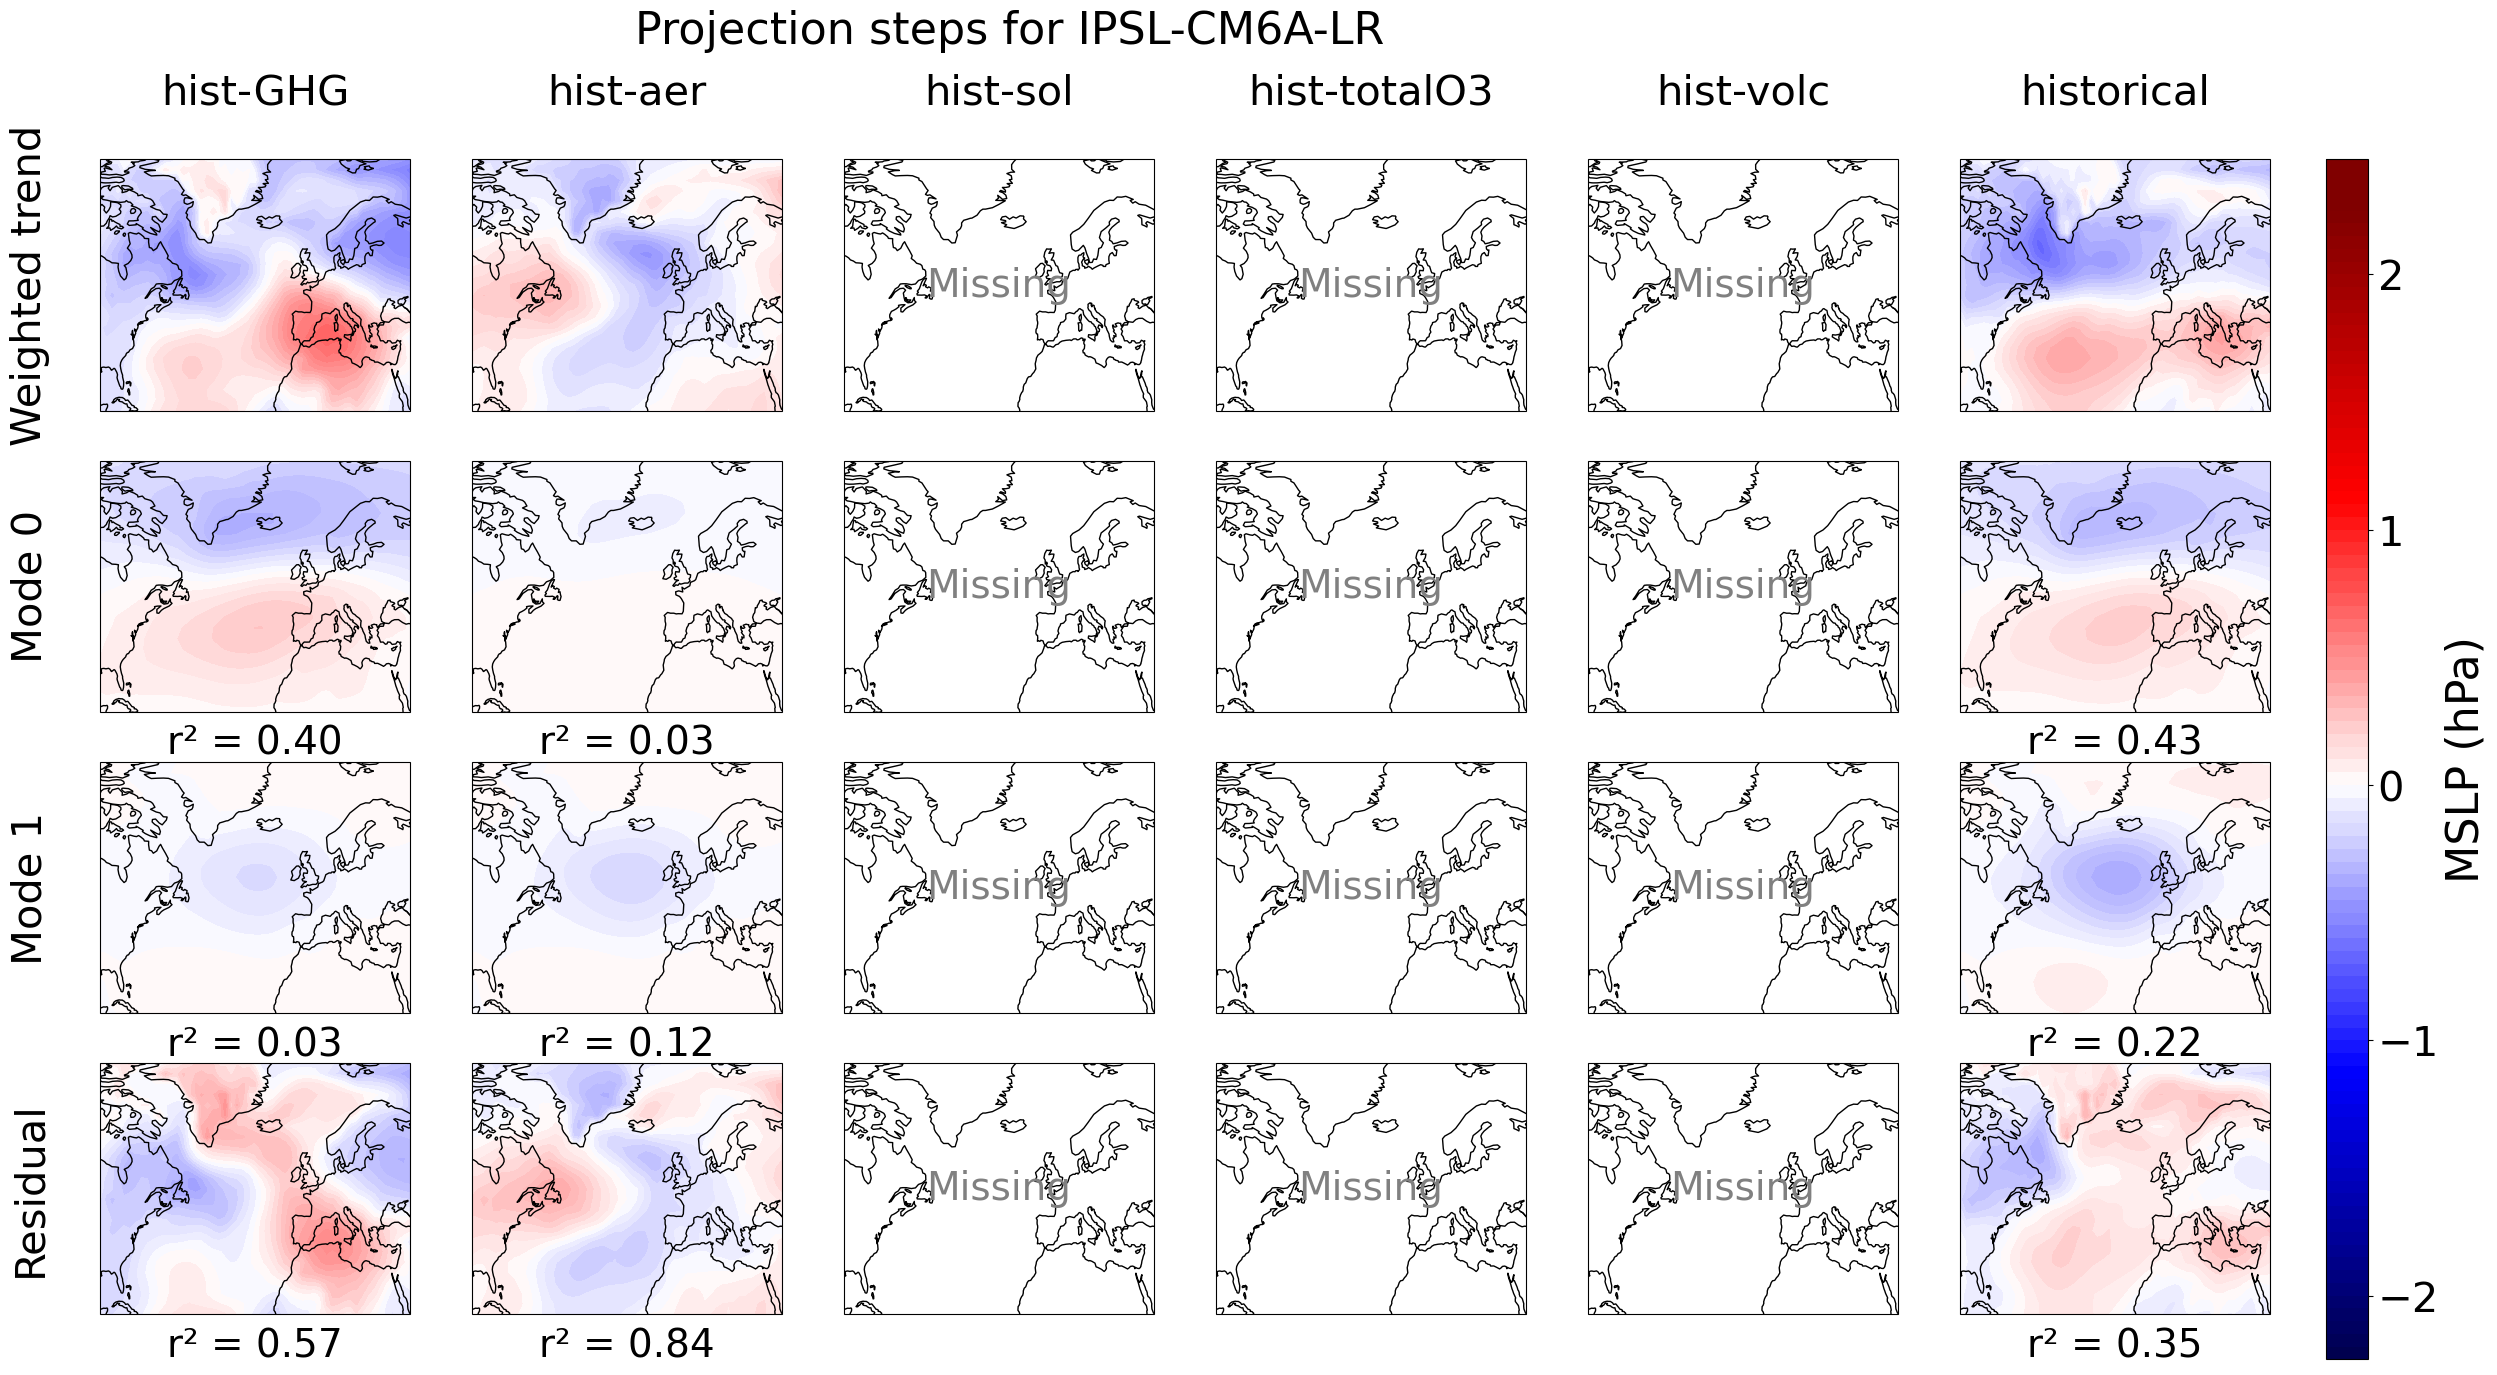 Projection steps for IPSL-CM6A-LR
hist-GHG
hist-aer
hist-sol
hist-totalO3
hist-volc
historical
Weighted trend
Missing
Missing
Missing
Mode 0
Missing
Missing
Missing
r² = 0.40
r² = 0.03
r² = 0.43
Mode 1
Missing
Missing
Missing
r² = 0.03
r² = 0.12
r² = 0.22
Residual
Missing
Missing
Missing
r² = 0.57
r² = 0.84
r² = 0.35
2
1
0
−1
−2
MSLP (hPa)